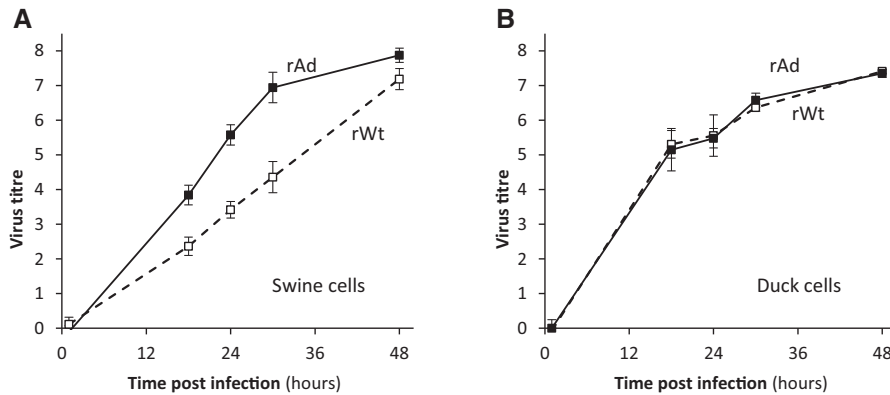 A
8
7
6
5
4
3
2
1
0
Virus titre
rAd
rWt
Swine cells
0 12 24 36 48
Time post infection (hours)
B
8
7
6
5
4
3
2
1
0
Virus titre
rAd
rWt
Duck cells
0 12 24 36 48
Time post infection (hours)